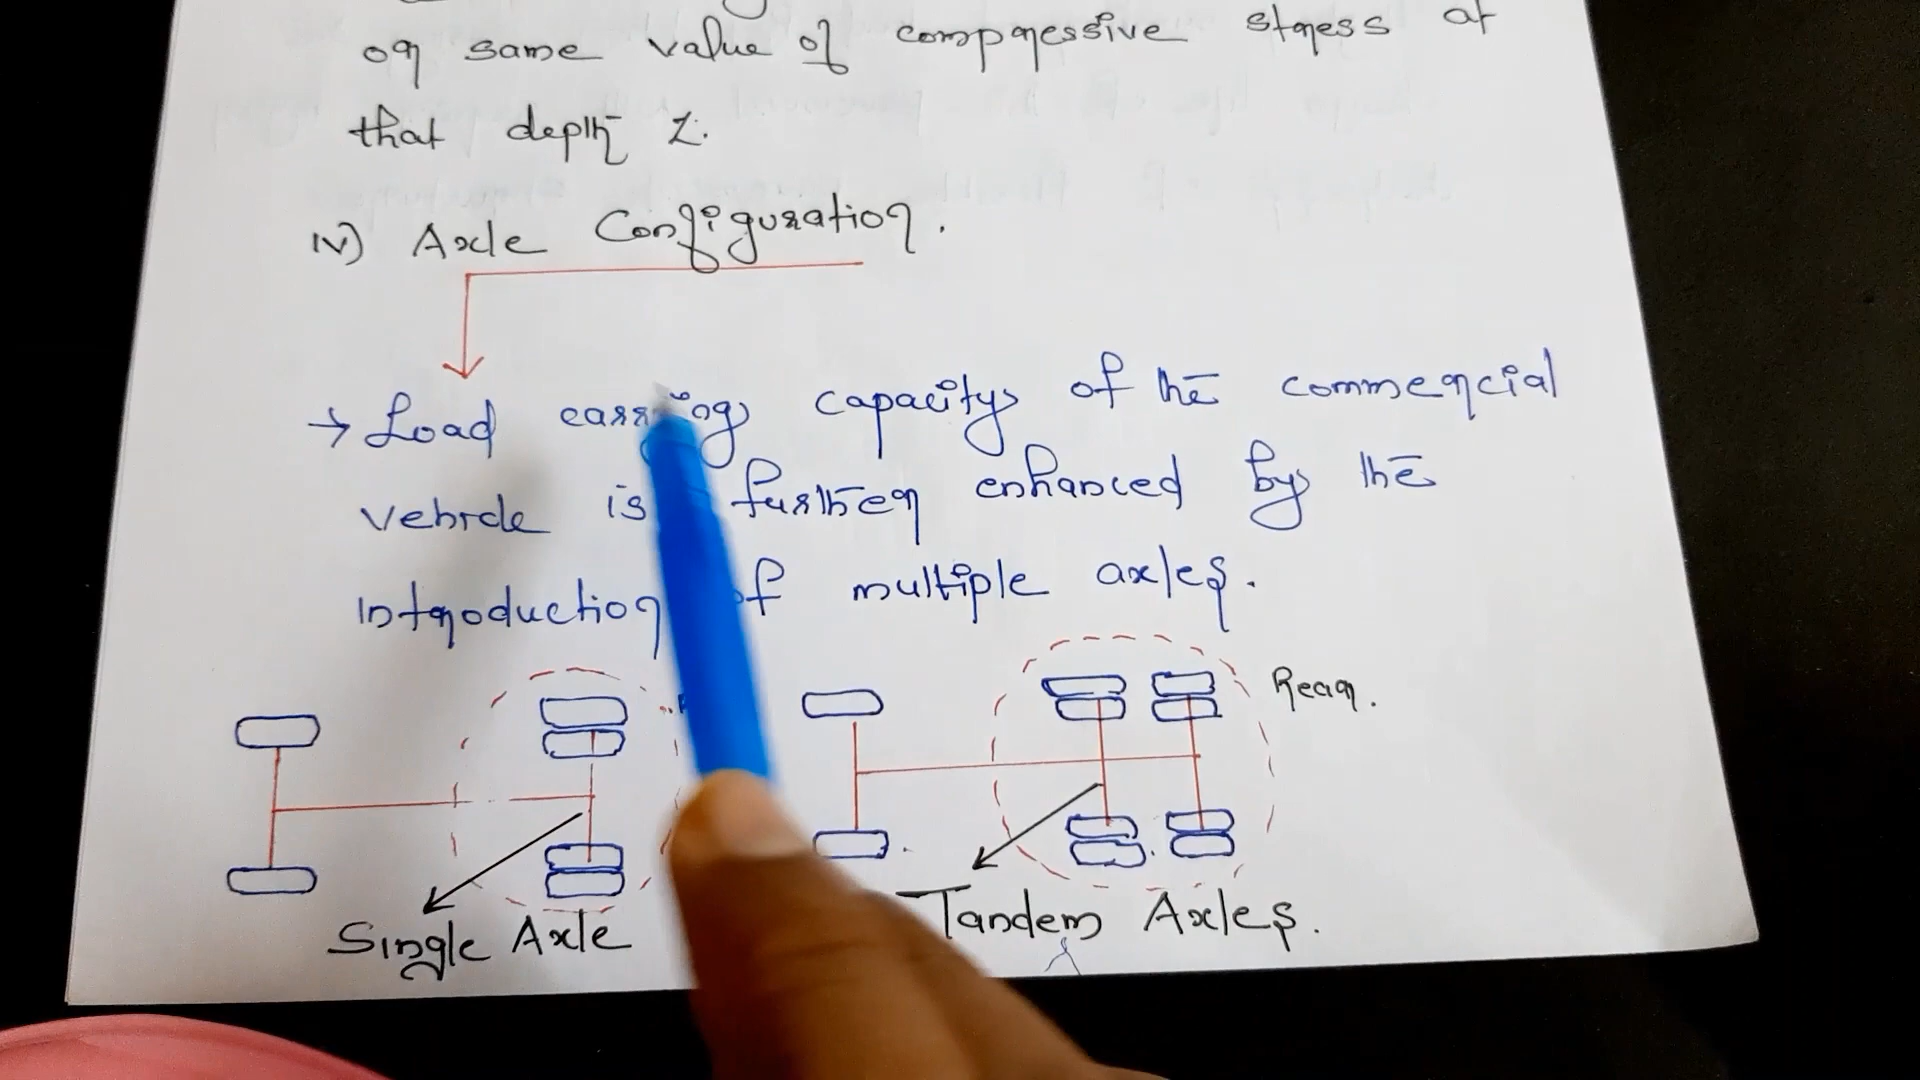 or same value of compressive stress at
that depth z.
iv) Axle Configuration.
→ Load carrying capacity of the commercial
vehicle is further enhanced by the
introduction of multiple axles.
Rear.
Single Axle
Tandem Axles.